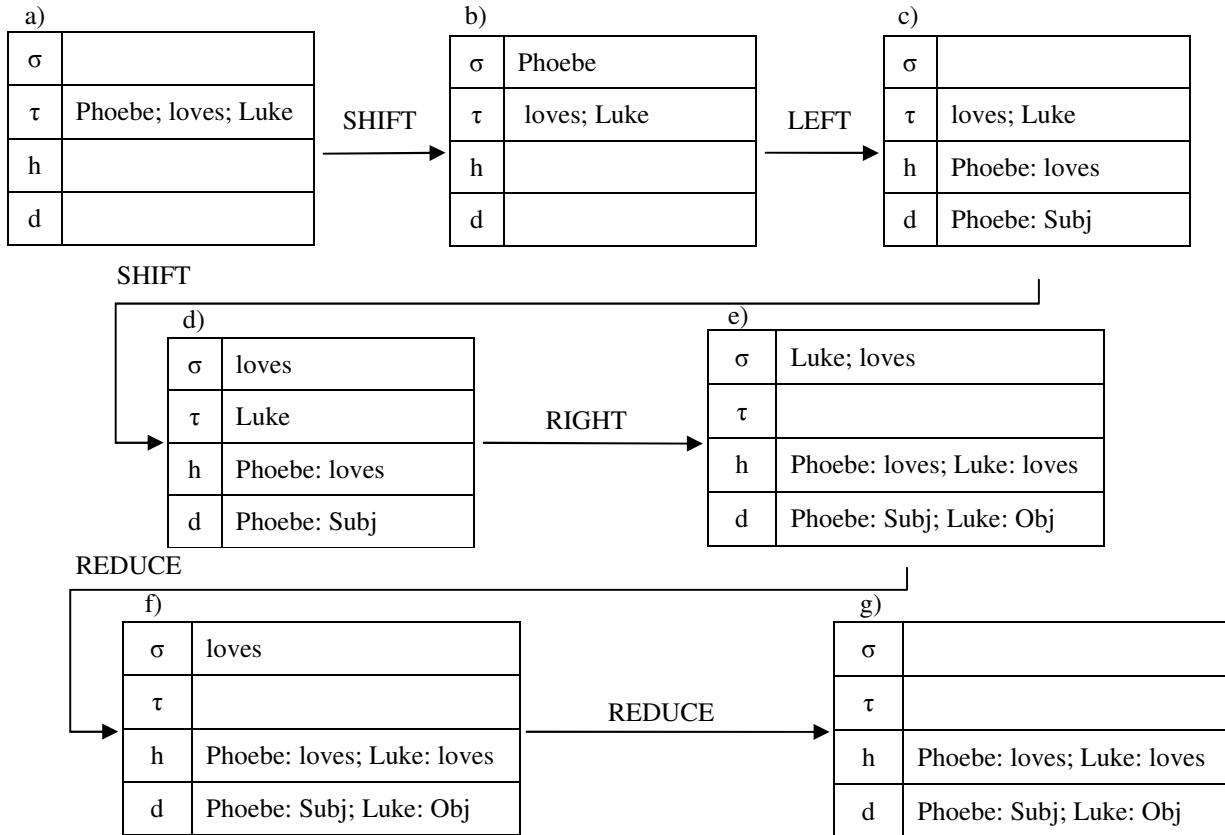 a)
σ
τ Phoebe; loves; Luke
h
d
SHIFT
b)
σ Phoebe
τ loves; Luke
h
d
LEFT
c)
σ
τ loves; Luke
h Phoebe: loves
d Phoebe: Subj
SHIFT
d)
σ loves
τ Luke
h Phoebe: loves
d Phoebe: Subj
RIGHT
e)
σ Luke; loves
τ
h Phoebe: loves; Luke: loves
d Phoebe: Subj; Luke: Obj
REDUCE
f)
σ loves
τ
h Phoebe: loves; Luke: loves
d Phoebe: Subj; Luke: Obj
REDUCE
g)
σ
τ
h Phoebe: loves; Luke: loves
d Phoebe: Subj; Luke: Obj